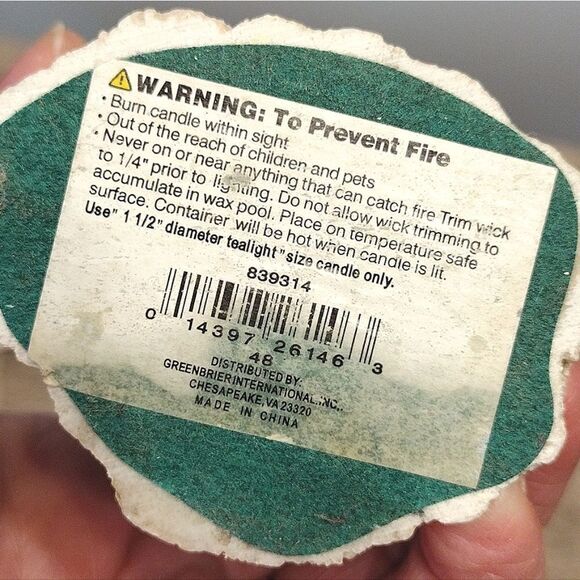 ⚠WARNING: To Prevent Fire
• Burn candle within sight
• Out of the reach of children and pets
• Never on or near anything that can catch fire Trim wick
to 1/4" prior to lighting. Do not allow wick trimming to
accumulate in wax pool. Place on temperature safe
surface. Container will be hot when candle is lit.
Use" 1 1/2" diameter tealight" size candle only.
839314
0 14397 26146 3
48
DISTRIBUTED BY:
GREENBRIER INTERNATIONAL, INC,.
CHESAPEAKE, VA 23320
MADE IN CHINA